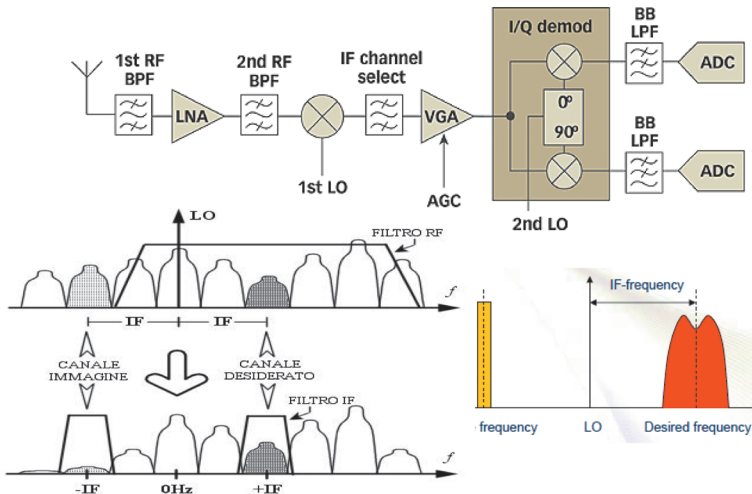 I/Q demod
BB
LPF
ADC
1st RF
BPF
2nd RF
BPF
IF channel
select
LNA
VGA
0º
90º
1st LO
AGC
2nd LO
BB
LPF
ADC
LO
FILTRO RF
f
IF
IF
CANALE
IMMAGINE
CANALE
DESIDERATO
FILTRO IF
f
-IF
0Hz
+IF
IF-frequency
frequency
LO
Desired frequency